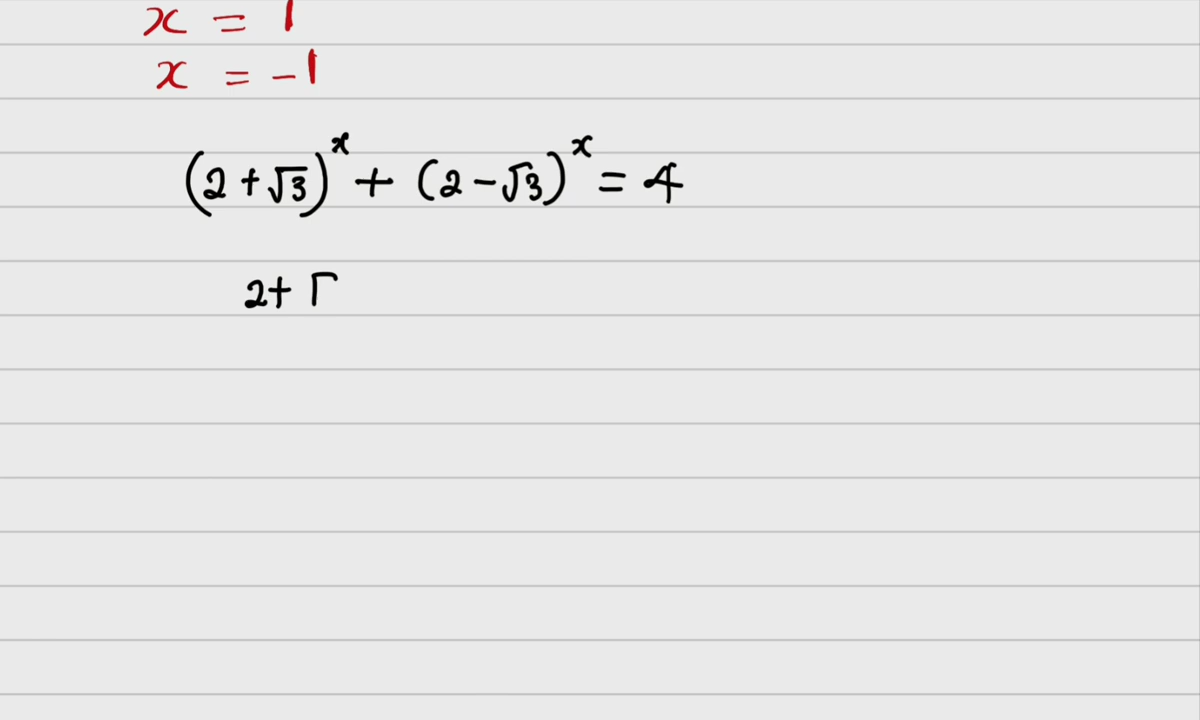 x = 1
x = -1
(2 + √3)^x + (2 - √3)^x = 4
2 + √